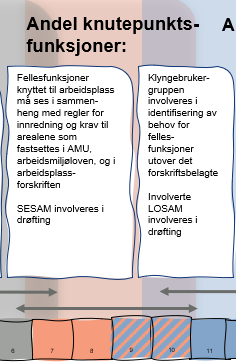 Andel knutepunkts-
funksjoner:
A
Fellesfunksjoner
knyttet til arbeidsplass
må ses i sammen-
heng med regler for
innredning og krav til
arealene som
fastsettes i AMU,
arbeidsmiljøloven, og i
arbeidsplass-
forskriften
SESAM involveres i
drøfting
Klyngebruker-
gruppen
involveres i
identifisering av
behov for
felles-
funksjoner
utover det
forskriftsbelagte
Involverte
LOSAM
involveres i
drøfting
6 7 8 9 10 11